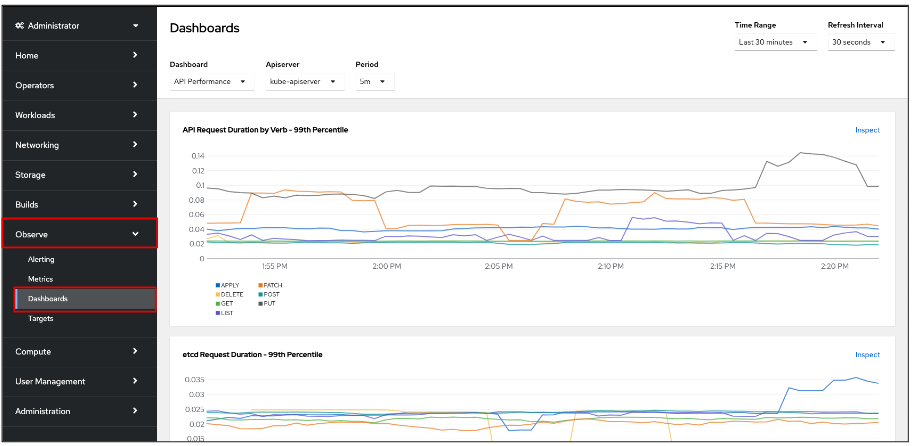 Administrator
Home
Operators
Workloads
Networking
Storage
Builds
Observe
Alerting
Metrics
Dashboards
Targets
Compute
User Management
Administration
Dashboards
Time Range
Refresh Interval
Last 30 minutes
30 seconds
Dashboard
Apiserver
Period
API Performance
kube-apiserver
5m
API Request Duration by Verb - 99th Percentile
Inspect
0.14
0.12
0.1
0.08
0.06
0.04
0.02
0
1:55 PM
2:00 PM
2:05 PM
2:10 PM
2:15 PM
2:20 PM
APPLY
PATCH
DELETE
POST
GET
PUT
LIST
etcd Request Duration - 99th Percentile
Inspect
0.035
0.03
0.025
0.02
0.015